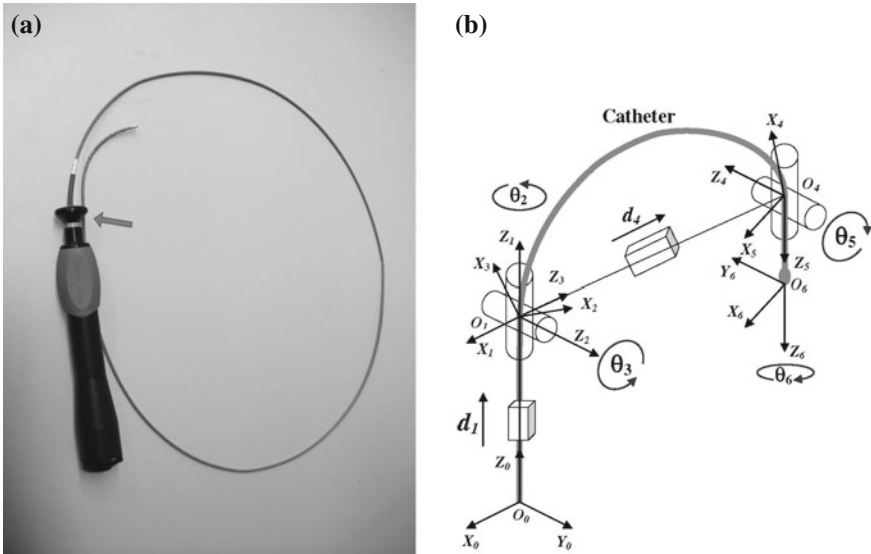 (a)
(b)
Catheter
X4
Z4
O4
θ2
d4
θ5
Z1
X3
Z3
X5
Z5
Y6
O6
X2
O1
X1
Z2
X6
θ3
Z6
θ6
d1
Z0
O0
X0
Y0